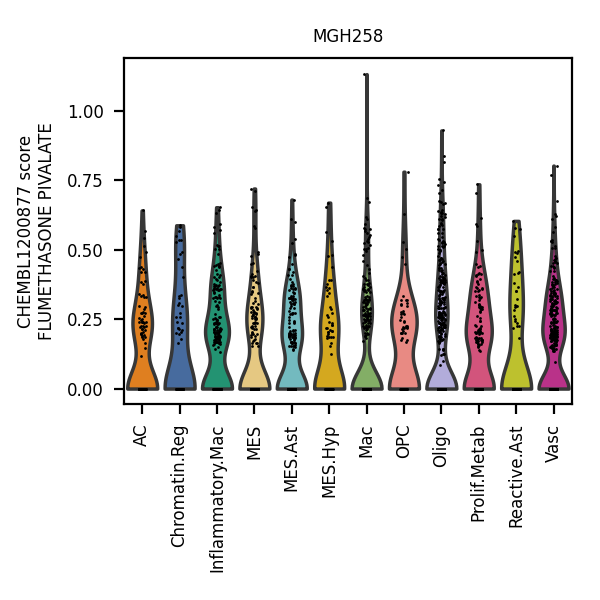 MGH258
CHEMBL1200877 score
FLUMETHASONE PIVALATE
1.00
0.75
0.50
0.25
0.00
AC
Chromatin.Reg
Inflammatory.Mac
MES
MES.Ast
MES.Hyp
Mac
OPC
Oligo
Prolif.Metab
Reactive.Ast
Vasc